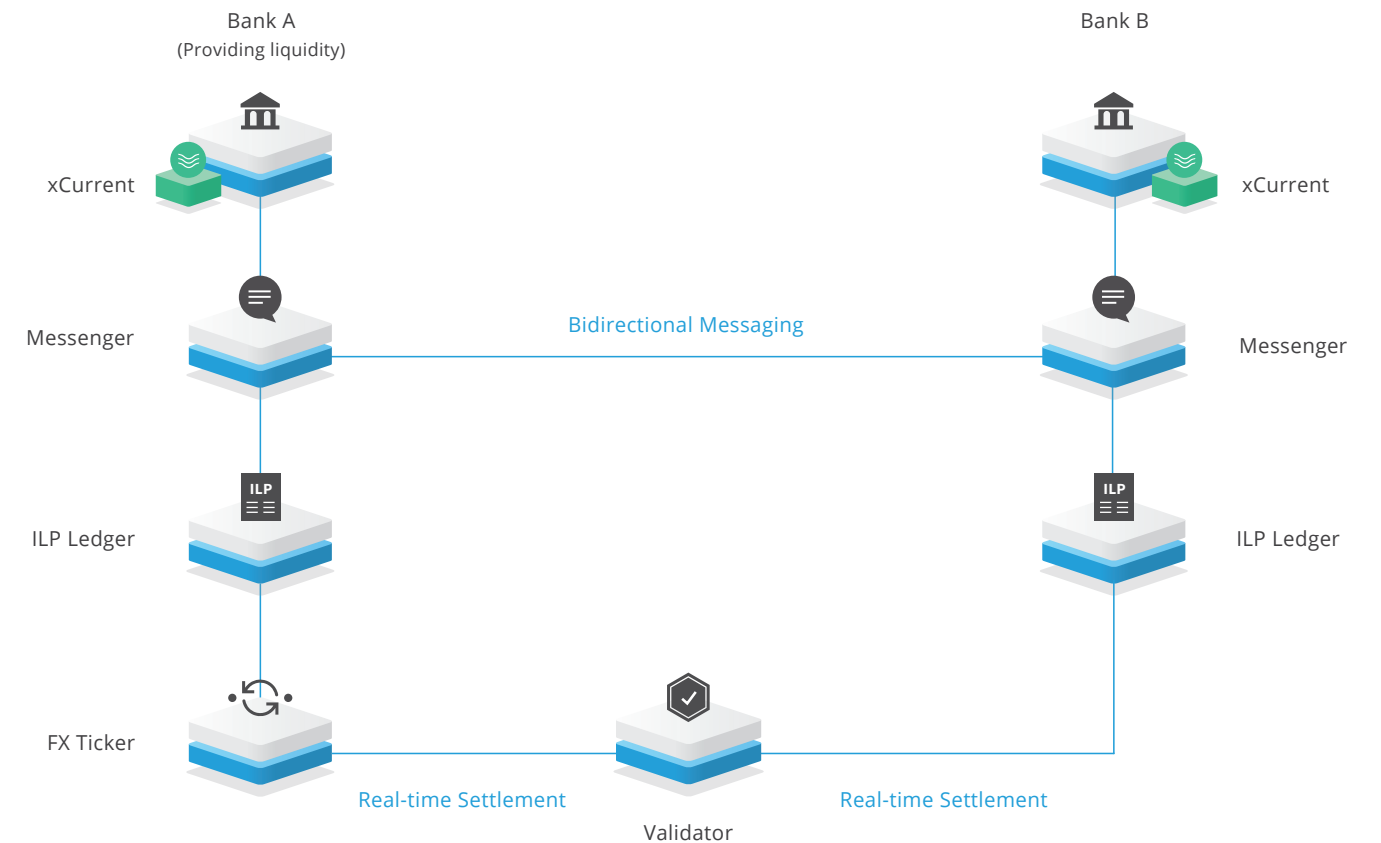 Bank A
(Providing liquidity)
Bank B
xCurrent
xCurrent
Messenger
Bidirectional Messaging
Messenger
ILP
ILP
ILP Ledger
ILP Ledger
FX Ticker
Real-time Settlement
Real-time Settlement
Validator